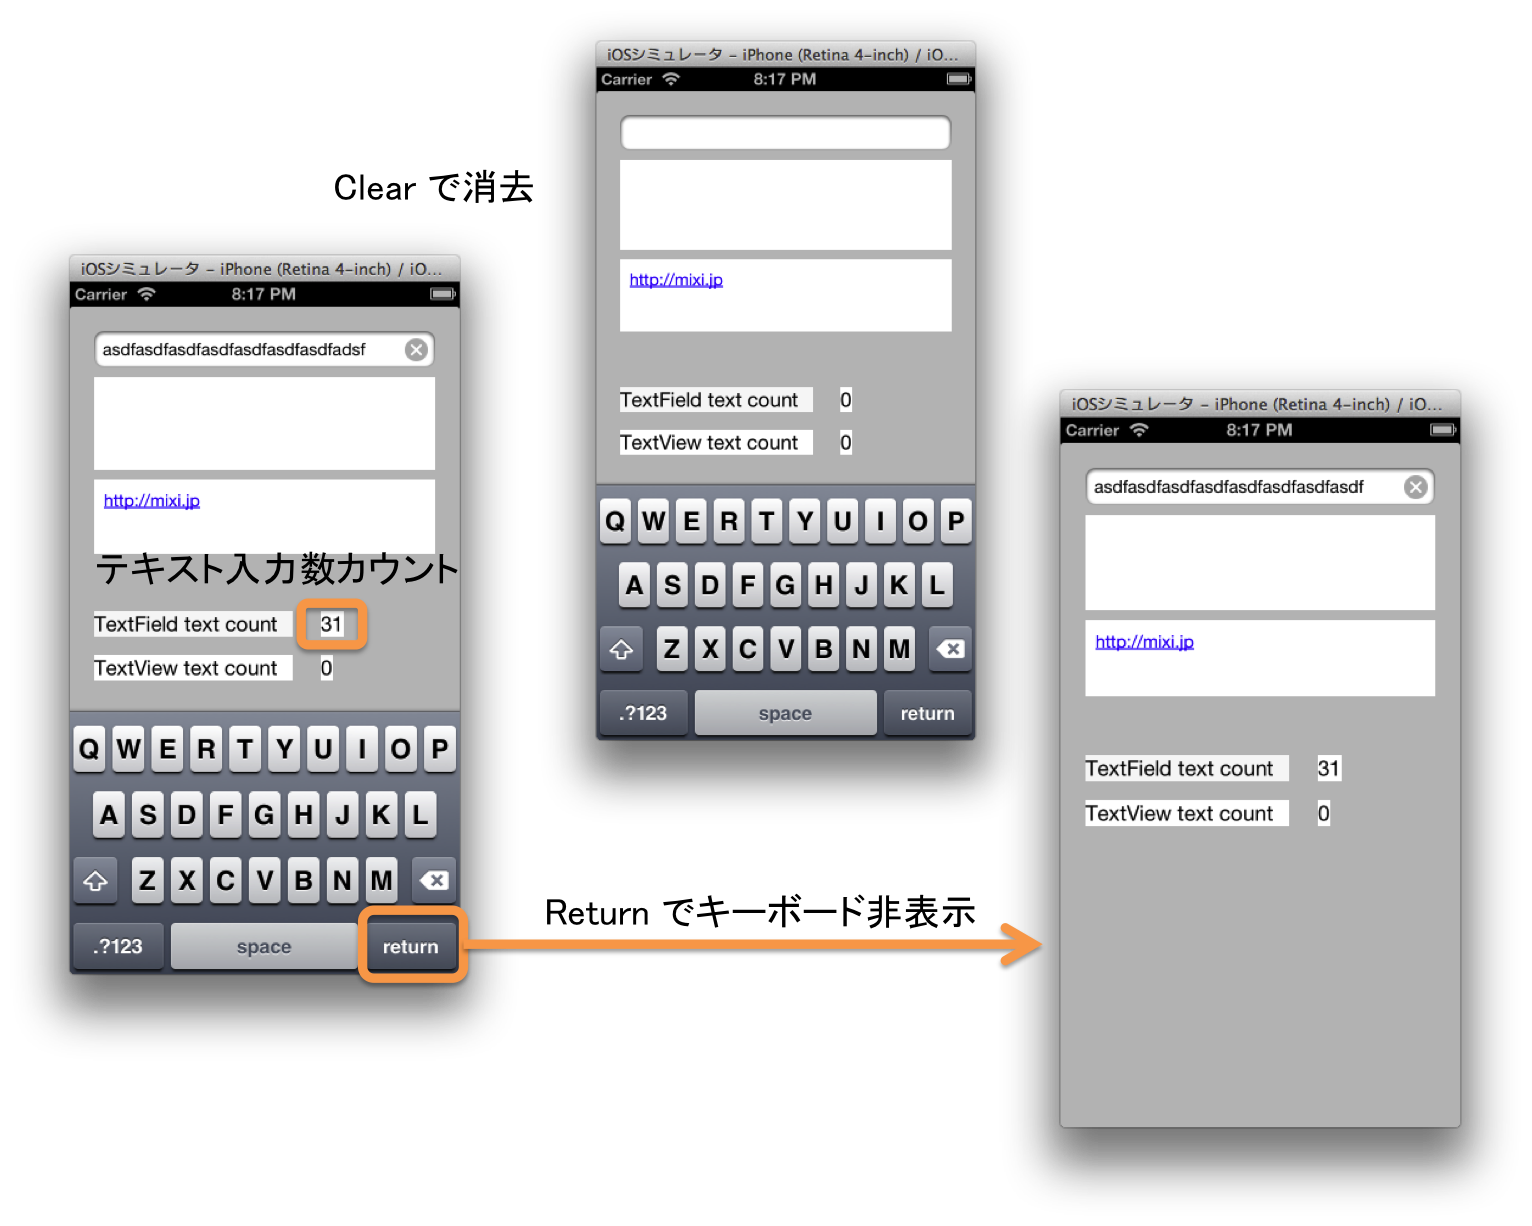 iOSシミュレータ – iPhone (Retina 4-inch) / iO...
Carrier 8:17 PM
http://mixi.jp
TextField text count 0
TextView text count 0
Q W E R T Y U I O P
A S D F G H J K L
Z X C V B N M
.?123 space return
Clear で消去
iOSシミュレータ – iPhone (Retina 4-inch) / iO...
Carrier 8:17 PM
asdfasdfasdfasdfasdfasdfasdfadsf
http://mixi.jp
テキスト入力数カウント
TextField text count 31
TextView text count 0
Q W E R T Y U I O P
A S D F G H J K L
Z X C V B N M
.?123 space return
Return でキーボード非表示
iOSシミュレータ – iPhone (Retina 4-inch) / iO...
Carrier 8:17 PM
asdfasdfasdfasdfasdfasdfasdfasdf
http://mixi.jp
TextField text count 31
TextView text count 0